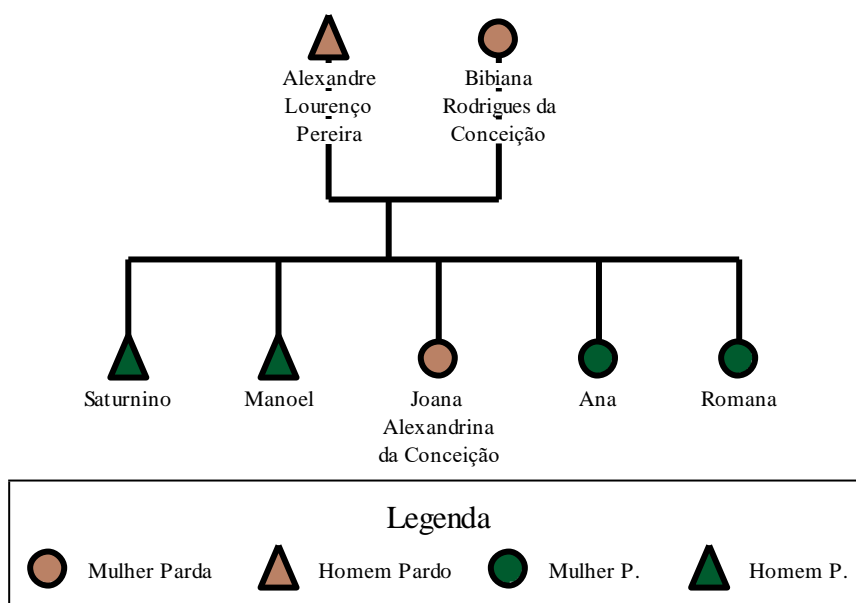 Alexandre
Lourenço
Pereira
Bibiana
Rodrigues da
Conceição
Saturnino
Manoel
Joana
Alexandrina
da Conceição
Ana
Romana
Legenda
Mulher Parda
Homem Pardo
Mulher P.
Homem P.